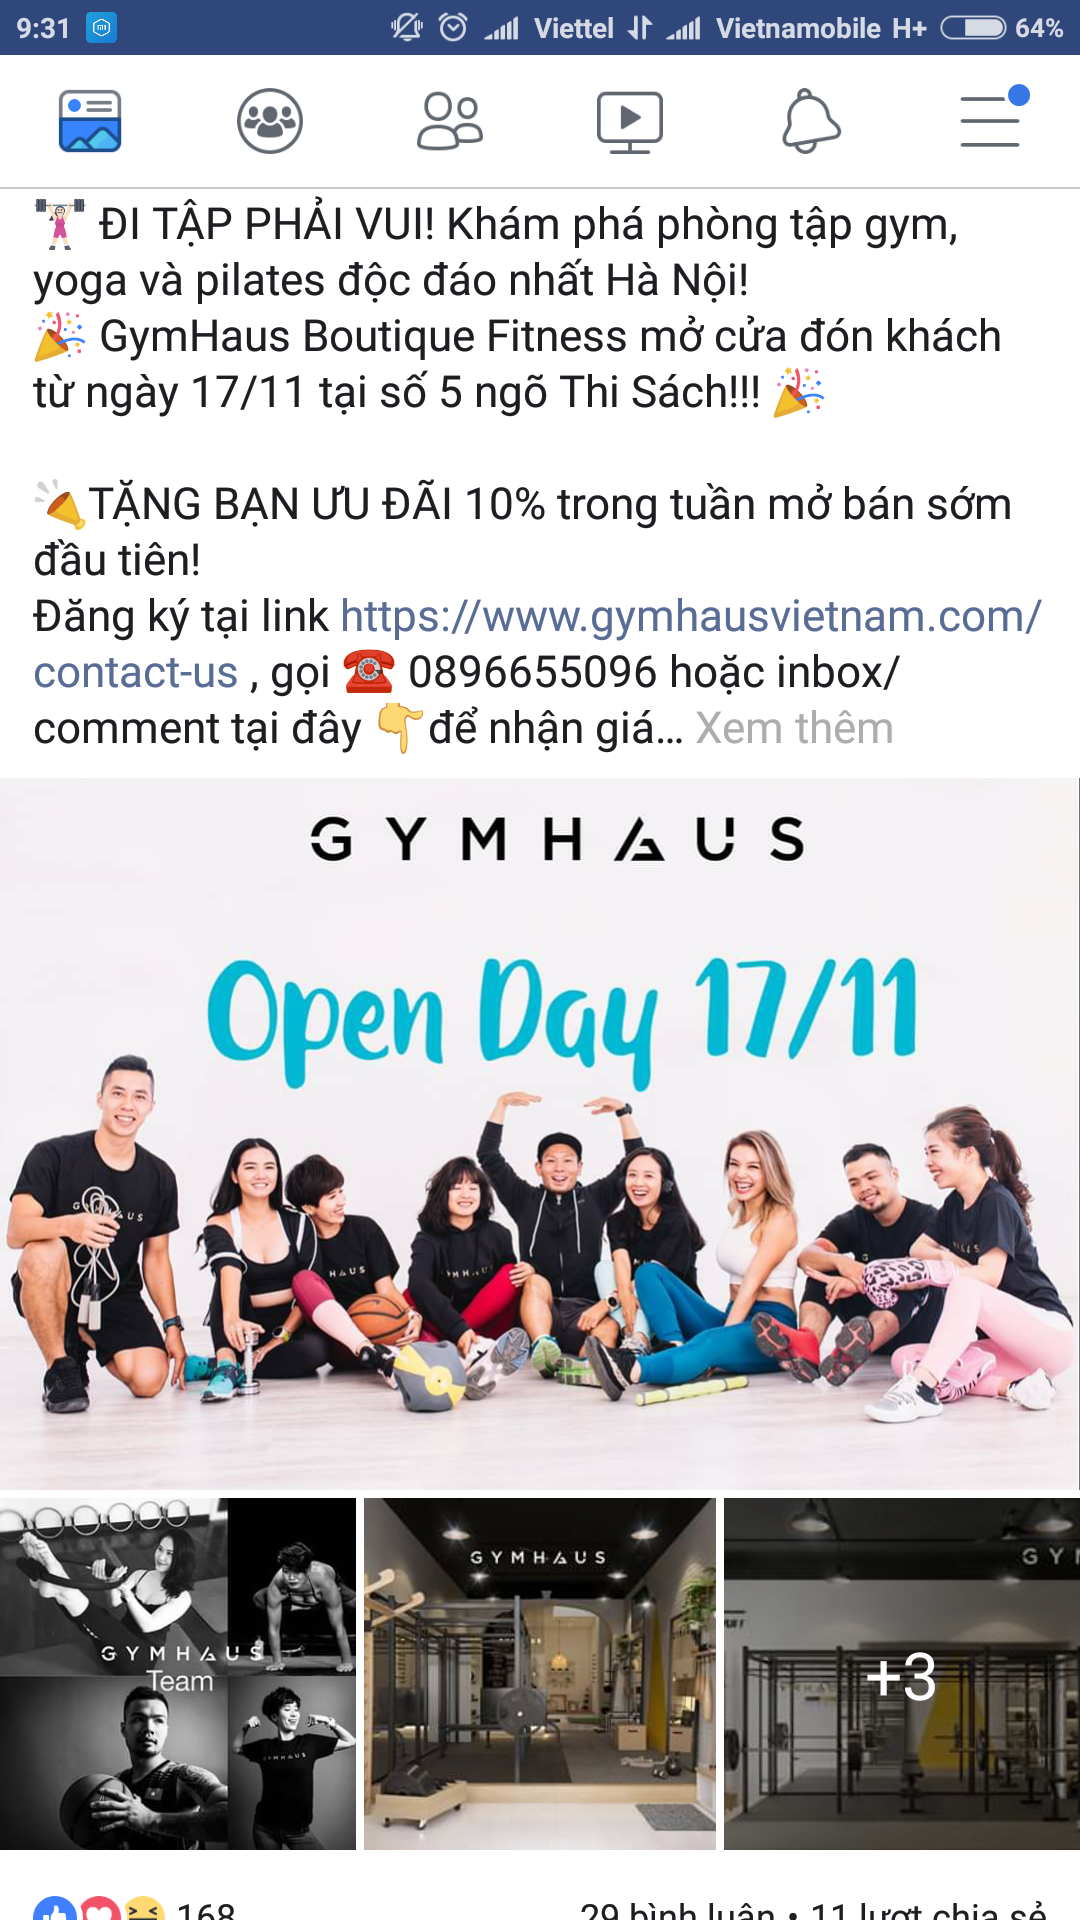 9:31 Viettel Vietnamobile H+ 64%
ĐI TẬP PHẢI VUI! Khám phá phòng tập gym,
yoga và pilates độc đáo nhất Hà Nội!
GymHaus Boutique Fitness mở cửa đón khách
từ ngày 17/11 tại số 5 ngõ Thi Sách!!!
TẶNG BẠN ƯU ĐÃI 10% trong tuần mở bán sớm
đầu tiên!
Đăng ký tại link https://www.gymhausvietnam.com/
contact-us , gọi ☎ 0896655096 hoặc inbox/
comment tại đây 👇 để nhận giá... Xem thêm
GYMHAUS
Open Day 17/11
GYMHAUS
Team
GYMHAUS
GY
+3
168 29 bình luận • 11 lượt chia sẻ